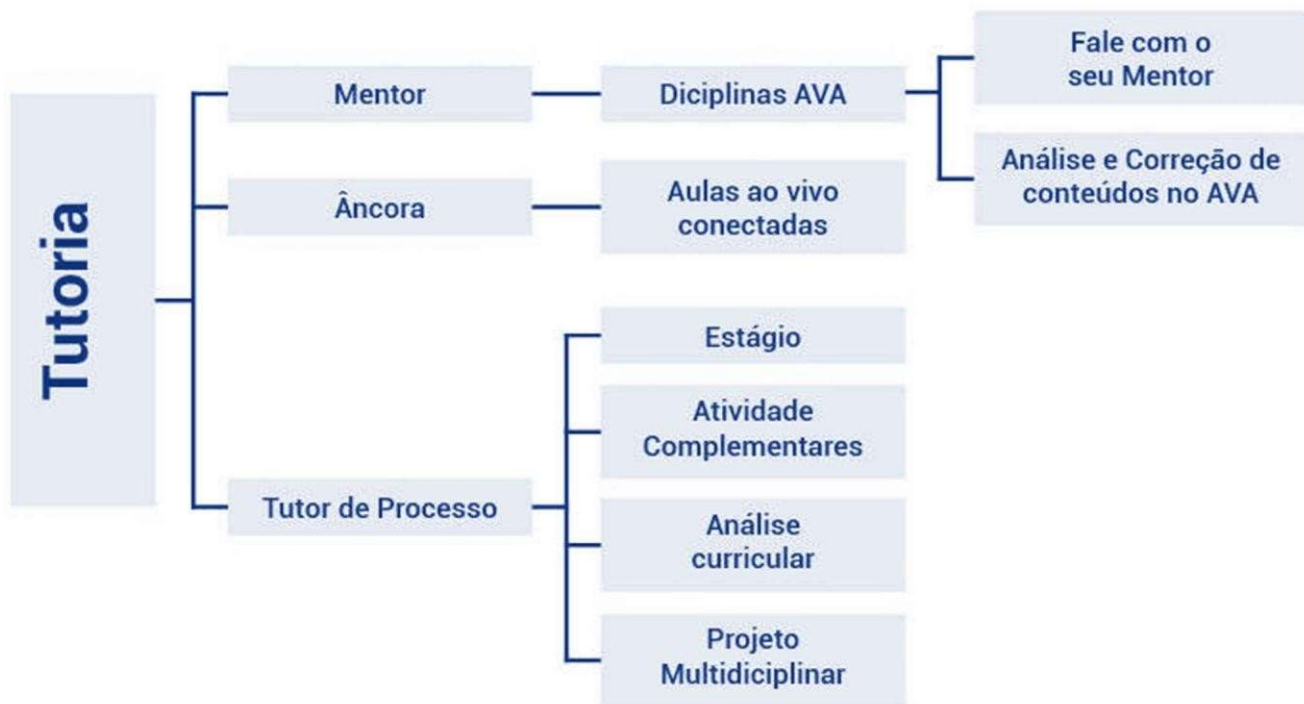 Tutoria
Mentor
Diciplinas AVA
Fale com o
seu Mentor
Análise e Correção de
conteúdos no AVA
Âncora
Aulas ao vivo
conectadas
Tutor de Processo
Estágio
Atividade
Complementares
Análise
curricular
Projeto
Multidiciplinar